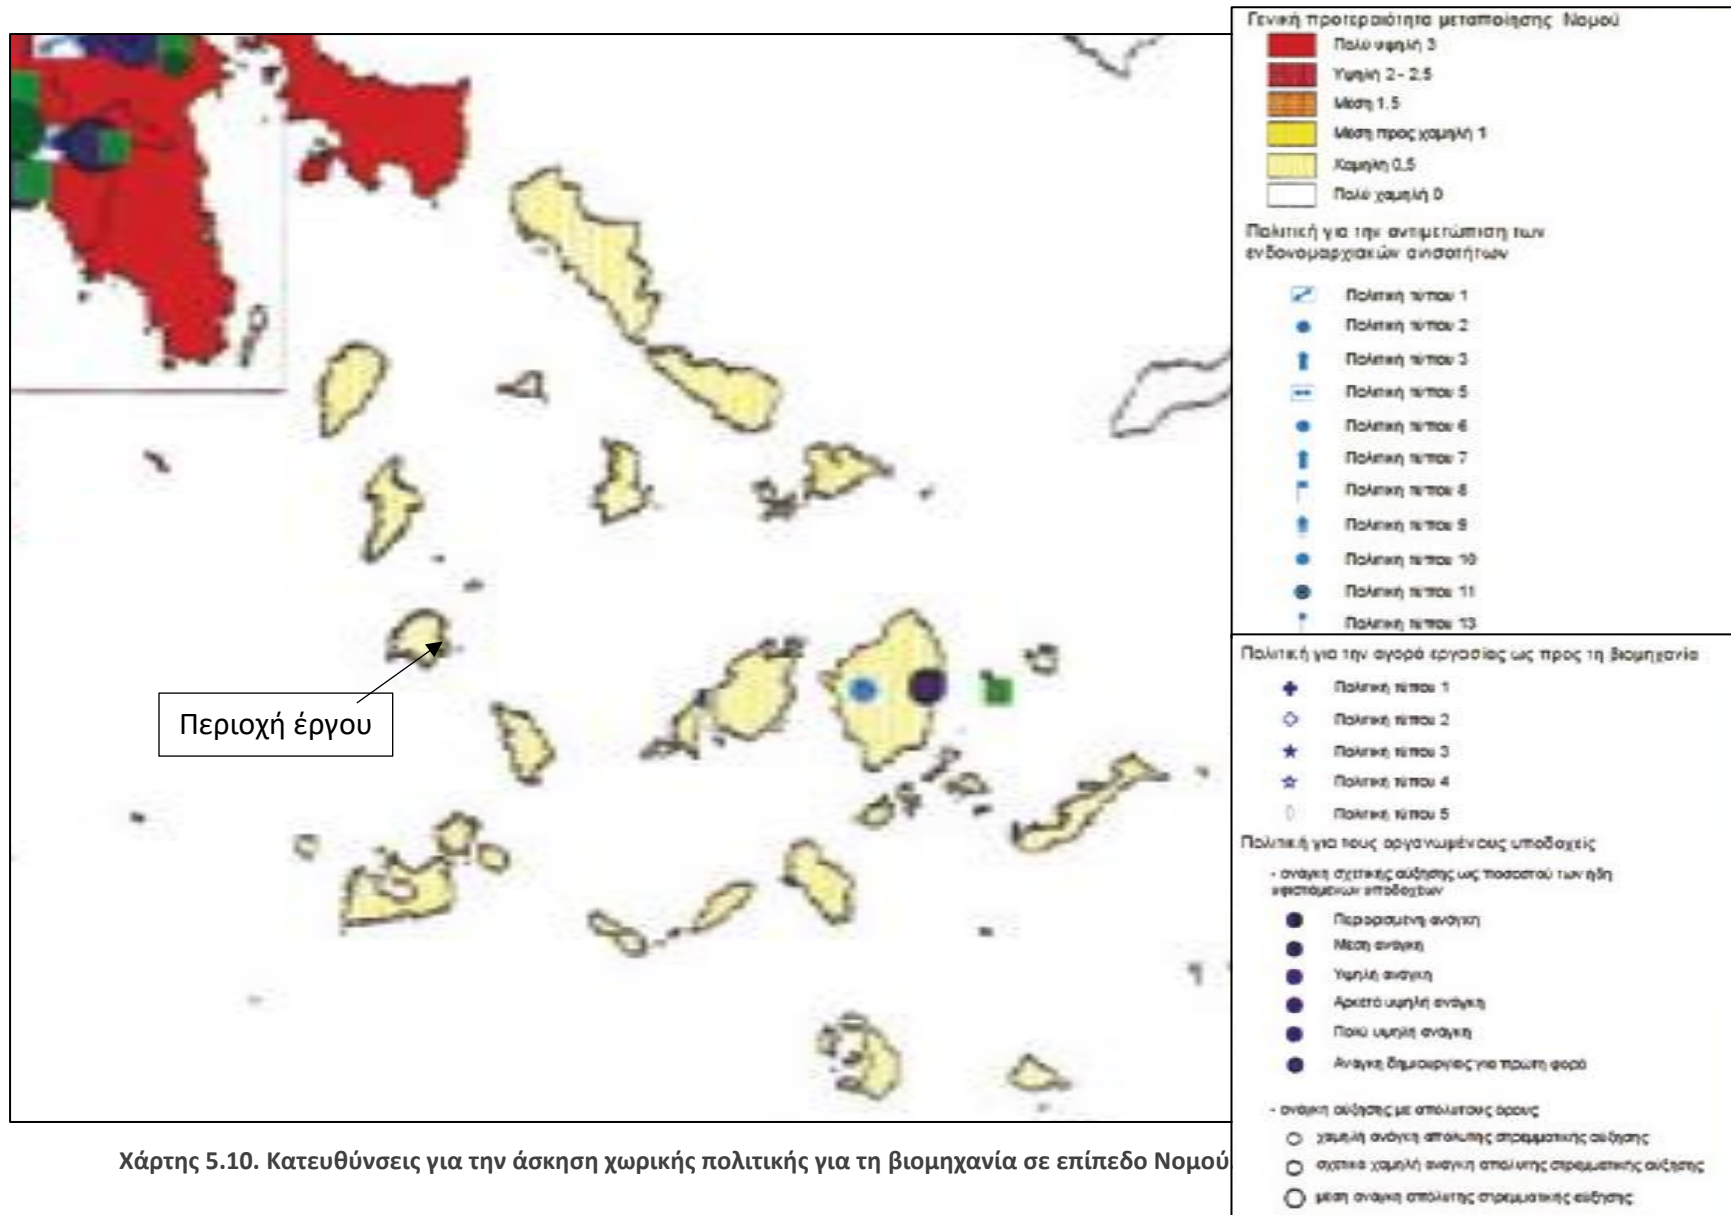 Περιοχή έργου
Χάρτης 5.10. Κατευθύνσεις για την άσκηση χωρικής πολιτικής για τη βιομηχανία σε επίπεδο Νομού.
Γενική προτεραιότητα μεταποίησης Νομού
Πολύ υψηλή 3
Υψηλή 2 - 2,5
Μέση 1,5
Μέση προς χαμηλή 1
Χαμηλή 0,5
Πολύ χαμηλή 0
Πολιτική για την αντιμετώπιση των
ενδονομαρχιακών ανισοτήτων
Πολιτική τύπου 1
Πολιτική τύπου 2
Πολιτική τύπου 3
Πολιτική τύπου 5
Πολιτική τύπου 6
Πολιτική τύπου 7
Πολιτική τύπου 8
Πολιτική τύπου 9
Πολιτική τύπου 10
Πολιτική τύπου 11
Πολιτική τύπου 13
Πολιτική για την αγορά εργασίας ως προς τη βιομηχανία
Πολιτική τύπου 1
Πολιτική τύπου 2
Πολιτική τύπου 3
Πολιτική τύπου 4
Πολιτική τύπου 5
Πολιτική για τους οργανωμένους υποδοχείς
- ανάγκη σχετικής αύξησης ως ποσοστού των ήδη
υφιστάμενων υποδοχέων
Περιορισμένη ανάγκη
Μέση ανάγκη
Υψηλή ανάγκη
Αρκετά υψηλή ανάγκη
Πολύ υψηλή ανάγκη
Ανάγκη δημιουργίας για πρώτη φορά
- ανάγκη αύξησης με απόλυτους όρους
χαμηλή ανάγκη απόλυτης στρεμματικής αύξησης
σχετικά χαμηλή ανάγκη απόλυτης στρεμματικής αύξησης
μέση ανάγκη απόλυτης στρεμματικής αύξησης